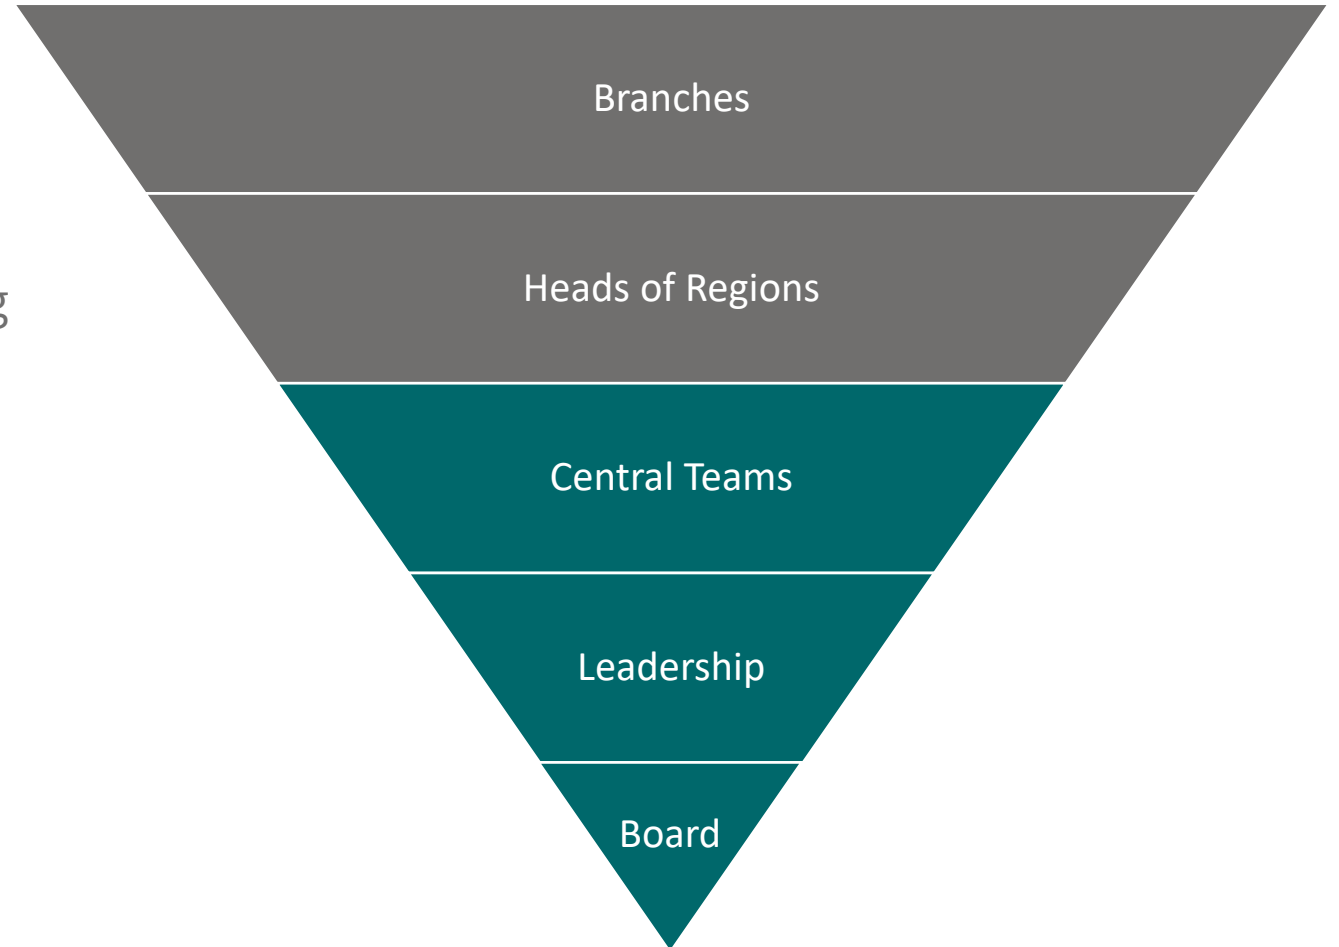 Branches
Heads of Regions
Central Teams
Leadership
Board